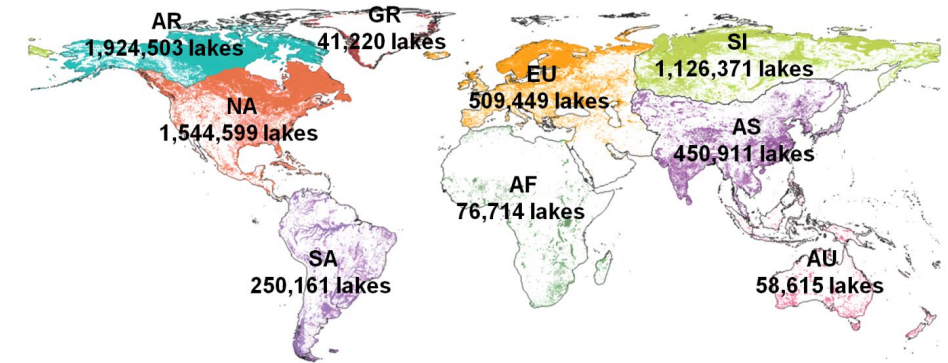 AR
1,924,503 lakes
GR
41,220 lakes
SI
1,126,371 lakes
EU
509,449 lakes
NA
1,544,599 lakes
AS
450,911 lakes
AF
76,714 lakes
SA
250,161 lakes
AU
58,615 lakes